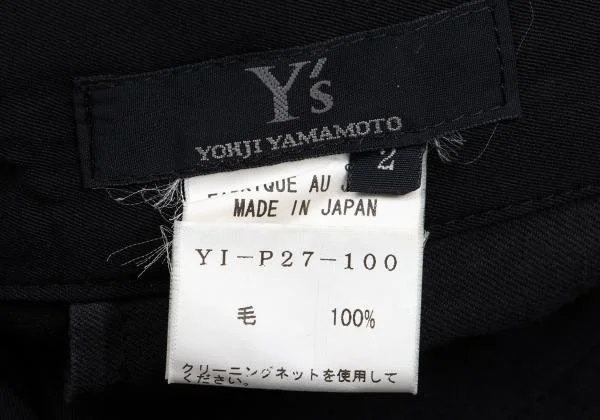 Y's
YOHJI YAMAMOTO
2
AU
MADE IN JAPAN
YI-P27-100
毛 100%
クリーニングネットを使用して
ください。